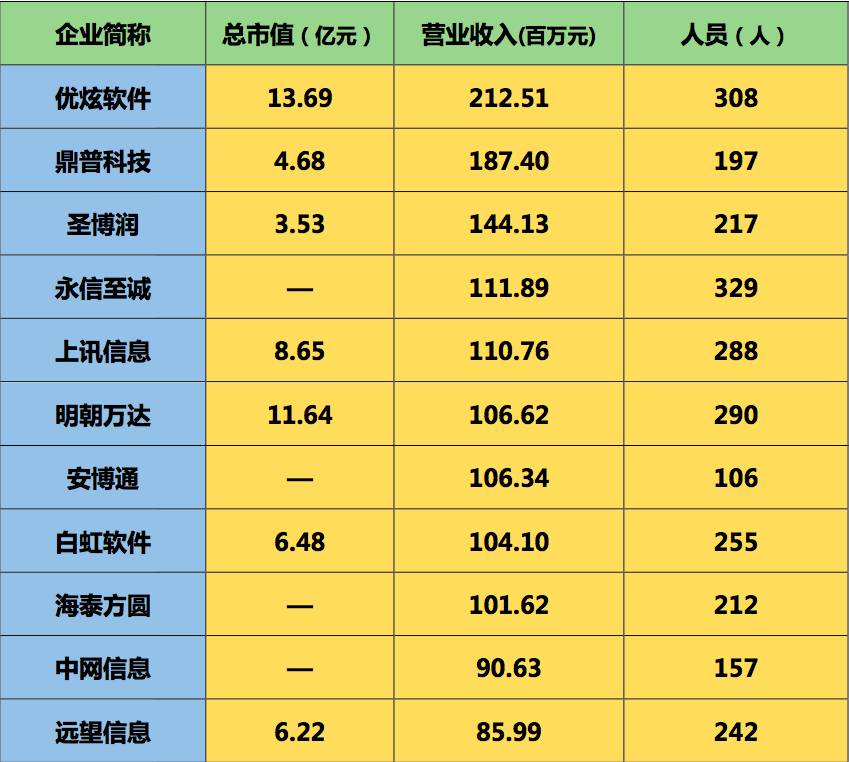 企业简称 总市值（亿元） 营业收入(百万元) 人员（人）
优炫软件 13.69 212.51 308
鼎普科技 4.68 187.40 197
圣博润 3.53 144.13 217
永信至诚 — 111.89 329
上讯信息 8.65 110.76 288
明朝万达 11.64 106.62 290
安博通 — 106.34 106
白虹软件 6.48 104.10 255
海泰方圆 — 101.62 212
中网信息 — 90.63 157
远望信息 6.22 85.99 242